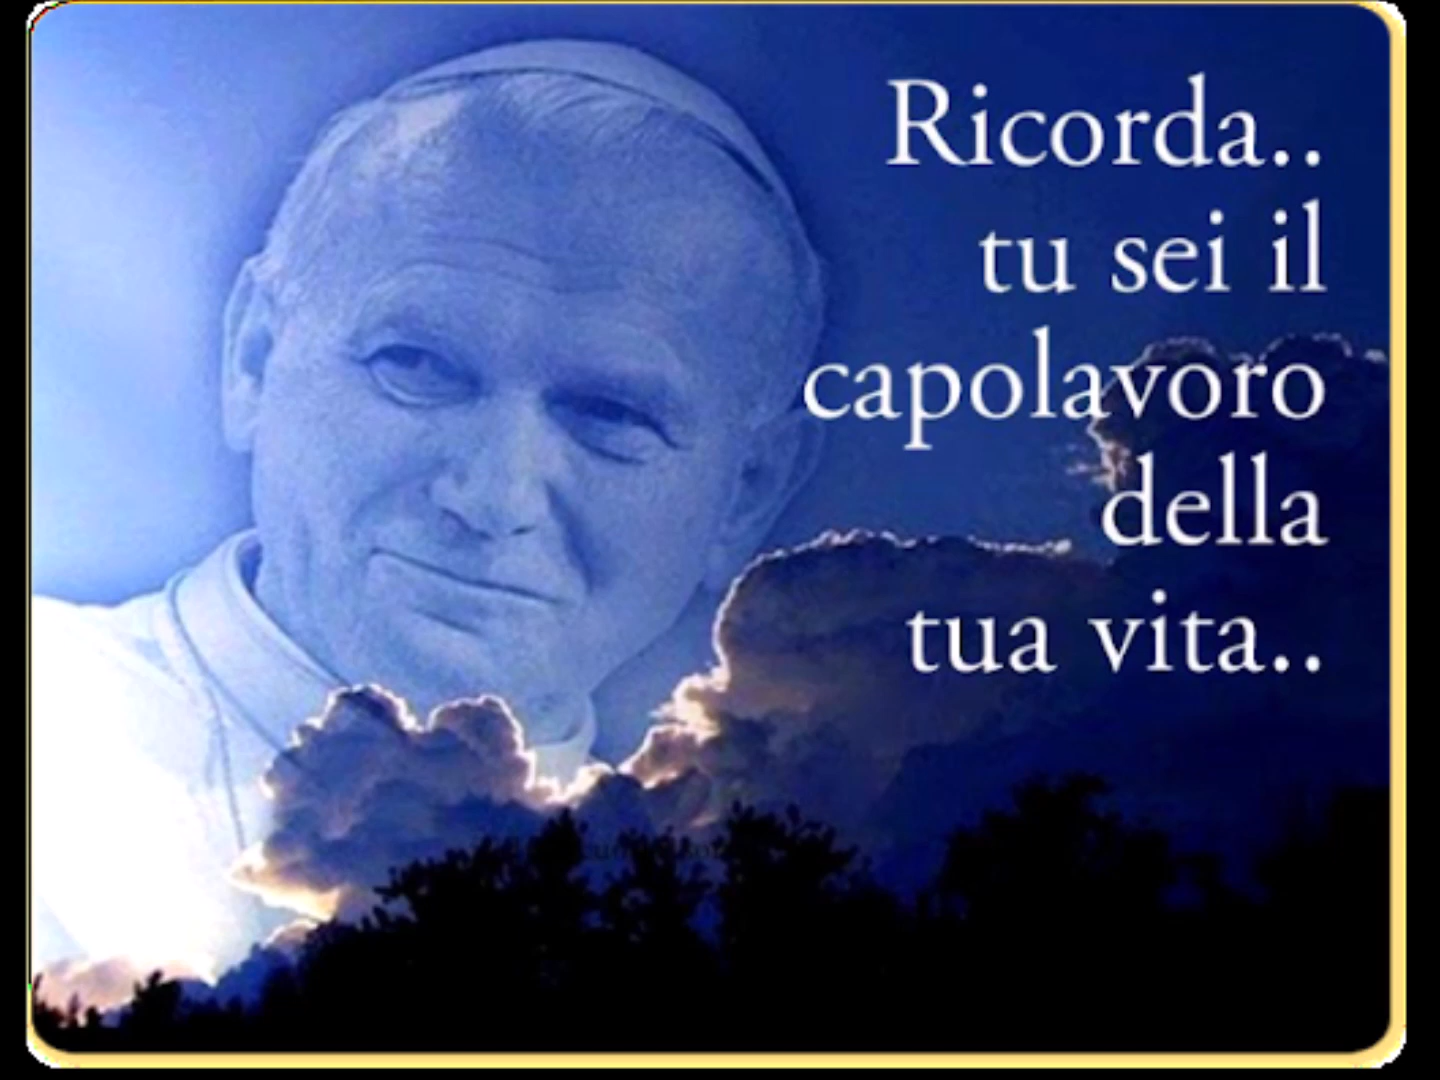 Ricorda..
tu sei il
capolavoro
della
tua vita..